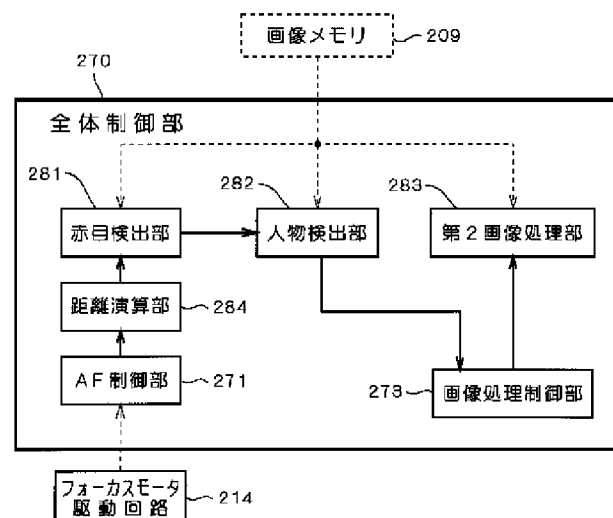 画像メモリ
209
270
全体制御部
281
282
283
赤目検出部
人物検出部
第2画像処理部
距離演算部
284
AF制御部
271
273
画像処理制御部
フォーカスモータ
駆動回路
214